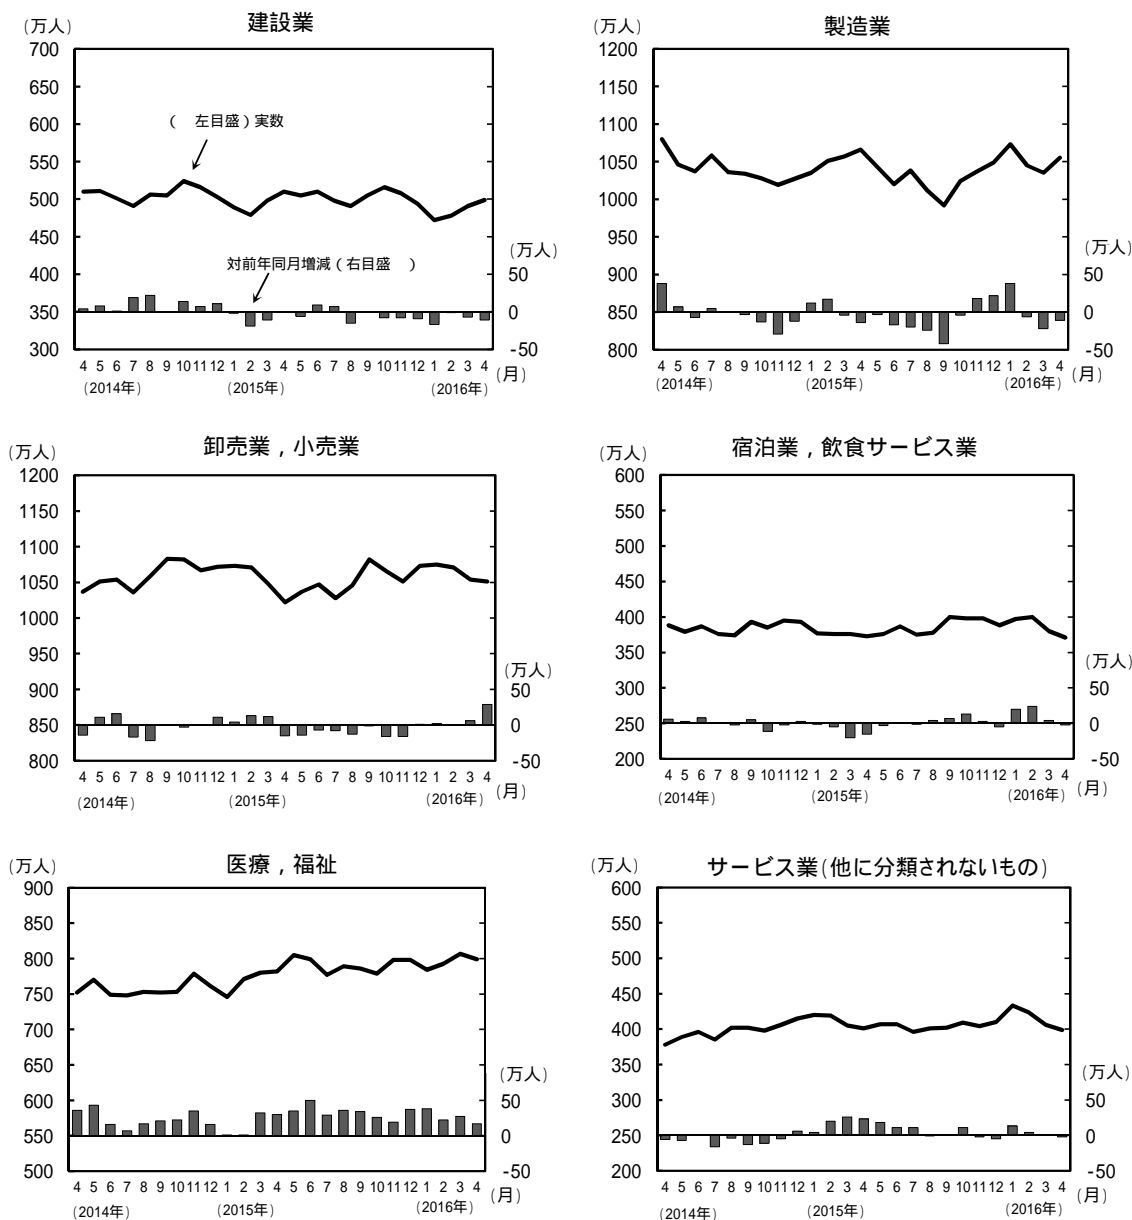 建設業
(万人)
700
650
600
550
500
450
400
350
300
( 左目盛)実数
対前年同月増減(右目盛 )
(万人)
50
0
-50
4 5 6 7 8 9 10 11 12 1 2 3 4 5 6 7 8 9 10 11 12 1 2 3 4 (月)
(2014年) (2015年) (2016年)
製造業
(万人)
1200
1150
1100
1050
1000
950
900
850
800
(万人)
50
0
-50
4 5 6 7 8 9 10 11 12 1 2 3 4 5 6 7 8 9 10 11 12 1 2 3 4 (月)
(2014年) (2015年) (2016年)
卸売業,小売業
(万人)
1200
1150
1100
1050
1000
950
900
850
800
(万人)
50
0
-50
4 5 6 7 8 9 10 11 12 1 2 3 4 5 6 7 8 9 10 11 12 1 2 3 4
(2014年) (2015年) (2016年) (月)
宿泊業,飲食サービス業
(万人)
600
550
500
450
400
350
300
250
200
(万人)
50
0
-50
4 5 6 7 8 9 10 11 12 1 2 3 4 5 6 7 8 9 10 11 12 1 2 3 4
(2014年) (2015年) (2016年) (月)
医療,福祉
(万人)
900
850
800
750
700
650
600
550
500
(万人)
50
0
-50
4 5 6 7 8 9 10 11 12 1 2 3 4 5 6 7 8 9 10 11 12 1 2 3 4 (月)
(2014年) (2015年) (2016年)
サービス業(他に分類されないもの)
(万人)
600
550
500
450
400
350
300
250
200
(万人)
50
0
-50
4 5 6 7 8 9 10 11 12 1 2 3 4 5 6 7 8 9 10 11 12 1 2 3 4 (月)
(2014年) (2015年) (2016年)